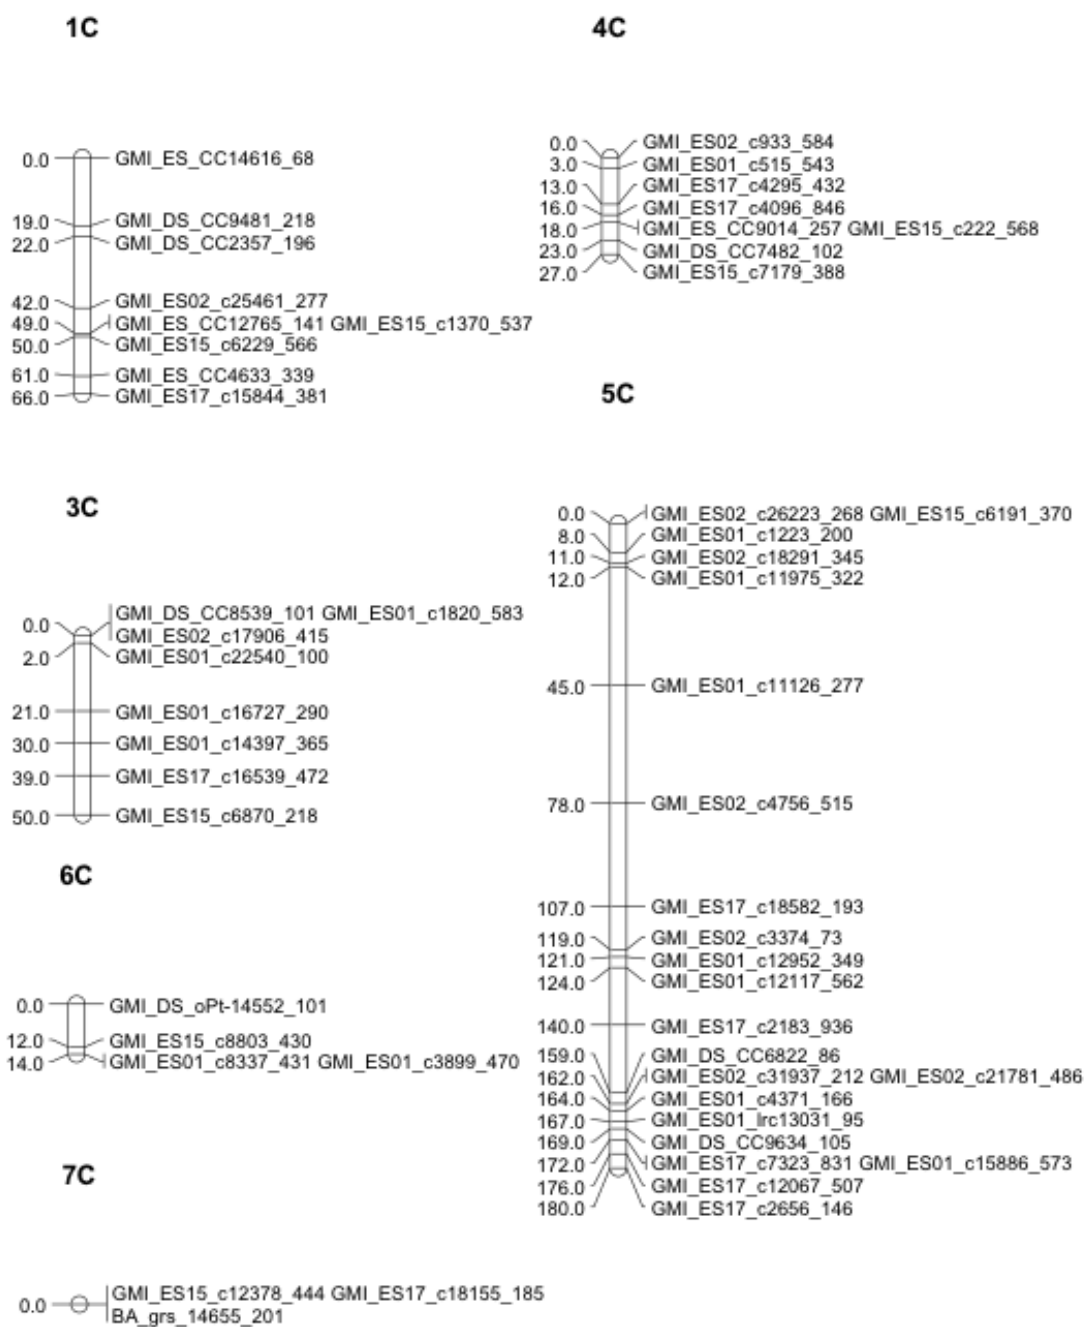 1C
0.0 GMI_ES_CC14616_68
19.0 GMI_DS_CC9481_218
22.0 GMI_DS_CC2357_196
42.0 GMI_ES02_c25461_277
49.0 GMI_ES_CC12765_141 GMI_ES15_c1370_537
50.0 GMI_ES15_c6229_566
61.0 GMI_ES_CC4633_339
66.0 GMI_ES17_c15844_381
3C
0.0 GMI_DS_CC8539_101 GMI_ES01_c1820_583
GMI_ES02_c17906_415
2.0 GMI_ES01_c22540_100
21.0 GMI_ES01_c16727_290
30.0 GMI_ES01_c14397_365
39.0 GMI_ES17_c16539_472
50.0 GMI_ES15_c6870_218
6C
0.0 GMI_DS_oPt-14552_101
12.0 GMI_ES15_c8803_430
14.0 GMI_ES01_c8337_431 GMI_ES01_c3899_470
7C
0.0 GMI_ES15_c12378_444 GMI_ES17_c18155_185
BA_grs_14655_201
4C
0.0 GMI_ES02_c933_584
3.0 GMI_ES01_c515_543
13.0 GMI_ES17_c4295_432
16.0 GMI_ES17_c4096_846
18.0 GMI_ES_CC9014_257 GMI_ES15_c222_568
23.0 GMI_DS_CC7482_102
27.0 GMI_ES15_c7179_388
5C
0.0 GMI_ES02_c26223_268 GMI_ES15_c6191_370
8.0 GMI_ES01_c1223_200
11.0 GMI_ES02_c18291_345
12.0 GMI_ES01_c11975_322
45.0 GMI_ES01_c11126_277
78.0 GMI_ES02_c4756_515
107.0 GMI_ES17_c18582_193
119.0 GMI_ES02_c3374_73
121.0 GMI_ES01_c12952_349
124.0 GMI_ES01_c12117_562
140.0 GMI_ES17_c2183_936
159.0 GMI_DS_CC6822_86
162.0 GMI_ES02_c31937_212 GMI_ES02_c21781_486
164.0 GMI_ES01_c4371_166
167.0 GMI_ES01_lrc13031_95
169.0 GMI_DS_CC9634_105
172.0 GMI_ES17_c7323_831 GMI_ES01_c15886_573
176.0 GMI_ES17_c12067_507
180.0 GMI_ES17_c2656_146